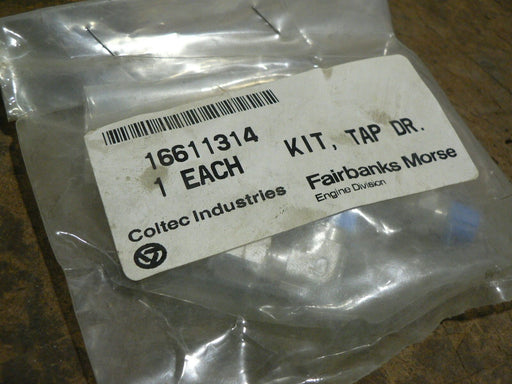 16611314 KIT, TAP DR.
1 EACH
Coltec Industries Fairbanks Morse
Engine Division